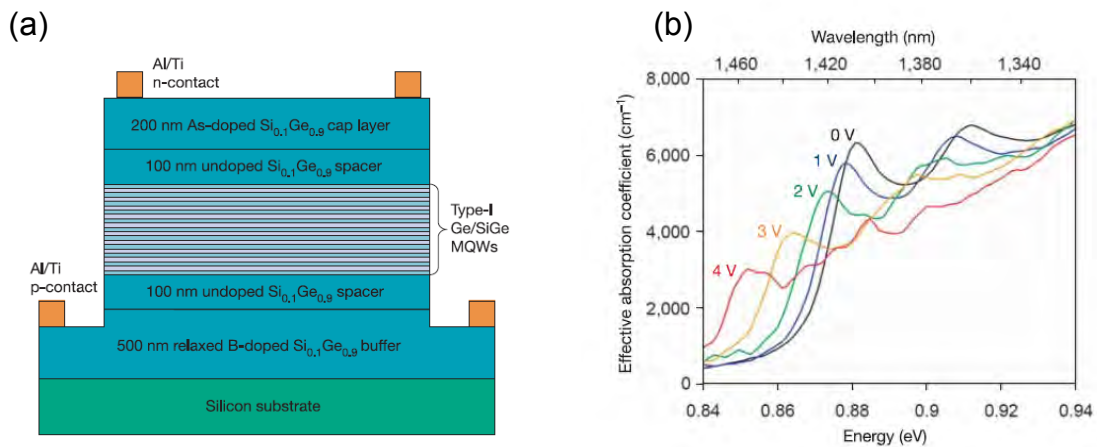 (a)
Al/Ti
n-contact
200 nm As-doped Si0.1Ge0.9 cap layer
100 nm undoped Si0.1Ge0.9 spacer
Type-I
Ge/SiGe
MQWs
Al/Ti
p-contact
100 nm undoped Si0.1Ge0.9 spacer
500 nm relaxed B-doped Si0.1Ge0.9 buffer
Silicon substrate
(b)
Wavelength (nm)
1,460 1,420 1,380 1,340
Effective absorption coefficient (cm−1)
8,000
6,000
4,000
2,000
0
0 V
1 V
2 V
3 V
4 V
0.84 0.86 0.88 0.9 0.92 0.94
Energy (eV)